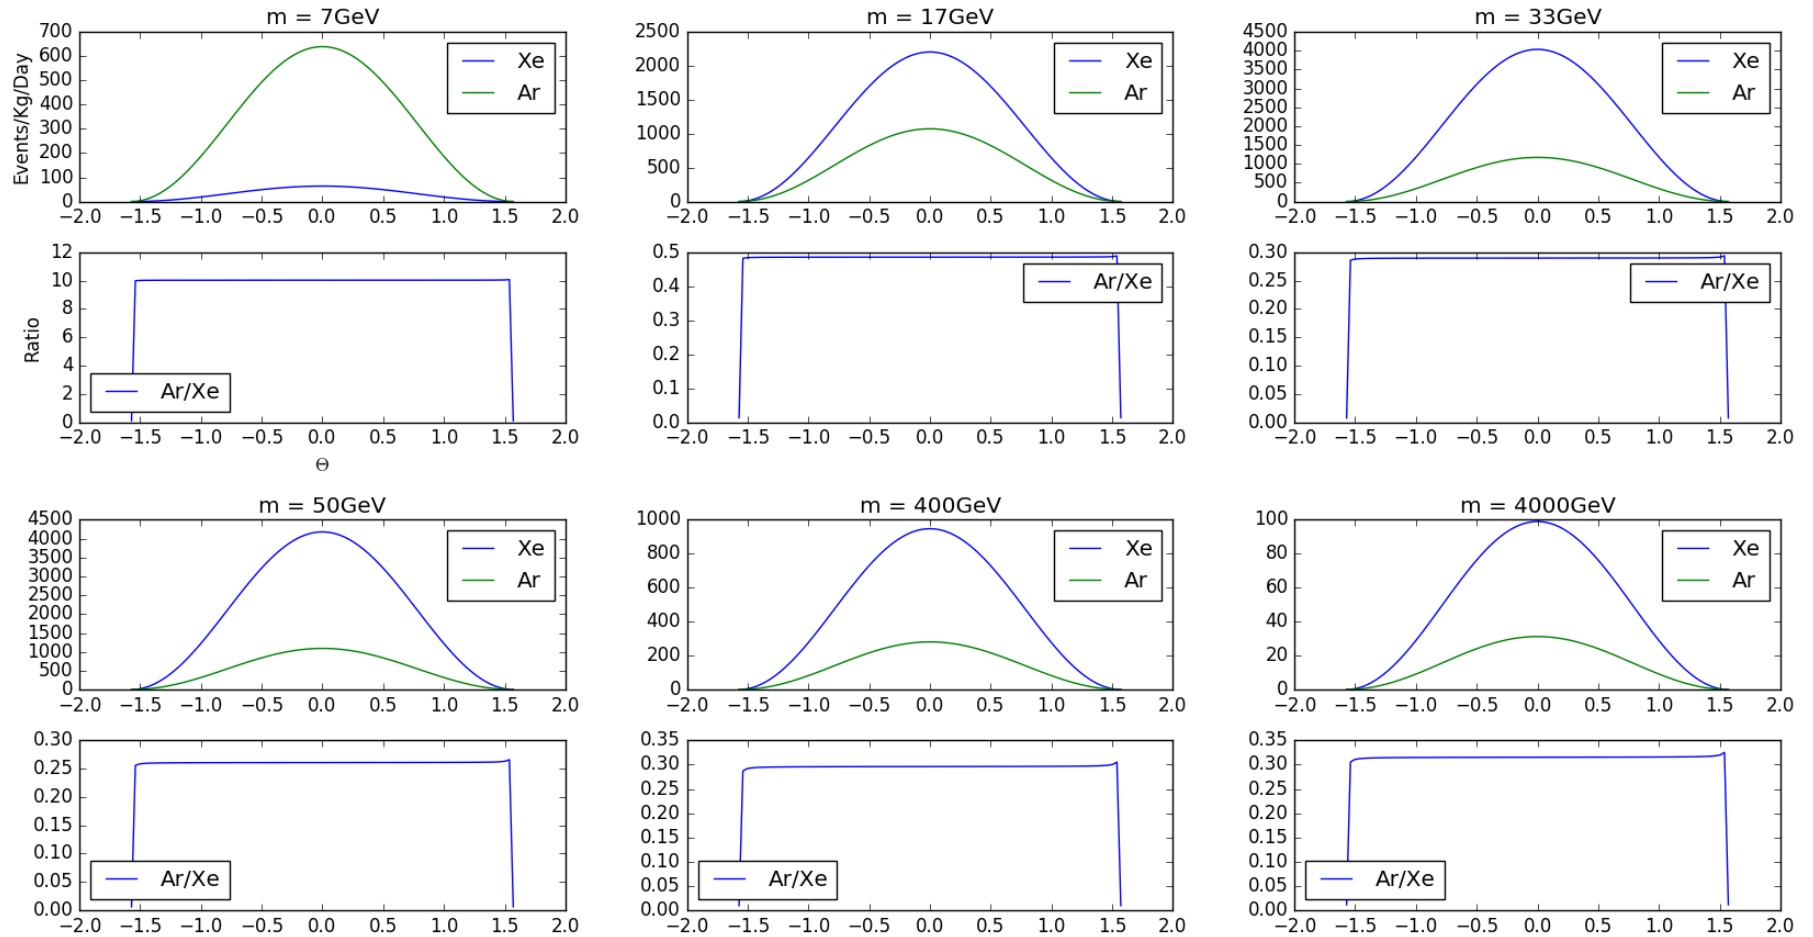 m = 7GeV
700
600
500
400
300
200
100
0
Events/Kg/Day
Xe
Ar
−2.0 −1.5 −1.0 −0.5 0.0 0.5 1.0 1.5 2.0
12
10
8
6
4
2
0
Ratio
Ar/Xe
−2.0 −1.5 −1.0 −0.5 0.0 0.5 1.0 1.5 2.0
Θ
m = 17GeV
2500
2000
1500
1000
500
0
Xe
Ar
−2.0 −1.5 −1.0 −0.5 0.0 0.5 1.0 1.5 2.0
0.5
0.4
0.3
0.2
0.1
0.0
Ar/Xe
−2.0 −1.5 −1.0 −0.5 0.0 0.5 1.0 1.5 2.0
m = 33GeV
4500
4000
3500
3000
2500
2000
1500
1000
500
0
Xe
Ar
−2.0 −1.5 −1.0 −0.5 0.0 0.5 1.0 1.5 2.0
0.30
0.25
0.20
0.15
0.10
0.05
0.00
Ar/Xe
−2.0 −1.5 −1.0 −0.5 0.0 0.5 1.0 1.5 2.0
m = 50GeV
4500
4000
3500
3000
2500
2000
1500
1000
500
0
Xe
Ar
−2.0 −1.5 −1.0 −0.5 0.0 0.5 1.0 1.5 2.0
0.30
0.25
0.20
0.15
0.10
0.05
0.00
Ar/Xe
−2.0 −1.5 −1.0 −0.5 0.0 0.5 1.0 1.5 2.0
m = 400GeV
1000
800
600
400
200
0
Xe
Ar
−2.0 −1.5 −1.0 −0.5 0.0 0.5 1.0 1.5 2.0
0.35
0.30
0.25
0.20
0.15
0.10
0.05
0.00
Ar/Xe
−2.0 −1.5 −1.0 −0.5 0.0 0.5 1.0 1.5 2.0
m = 4000GeV
100
80
60
40
20
0
Xe
Ar
−2.0 −1.5 −1.0 −0.5 0.0 0.5 1.0 1.5 2.0
0.35
0.30
0.25
0.20
0.15
0.10
0.05
0.00
Ar/Xe
−2.0 −1.5 −1.0 −0.5 0.0 0.5 1.0 1.5 2.0